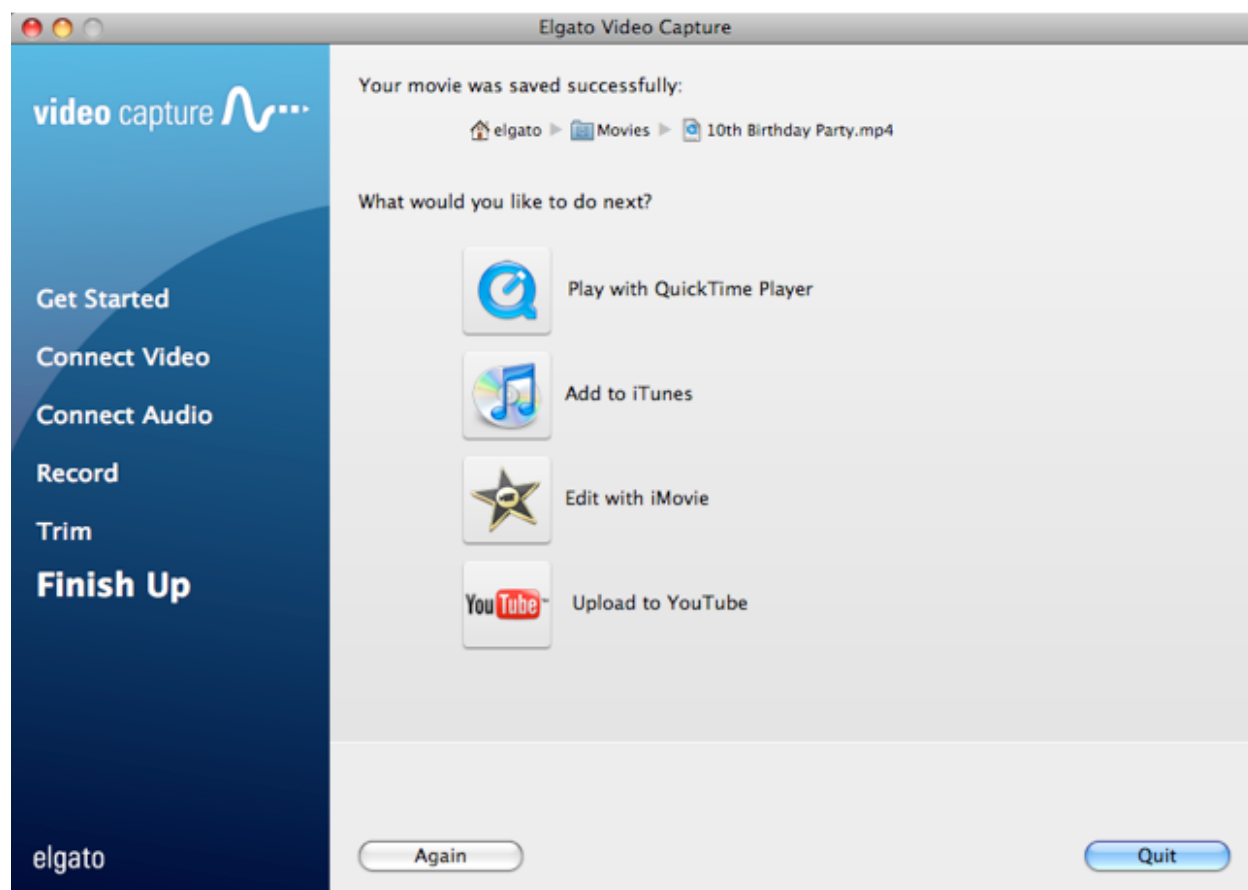 Elgato Video Capture
video capture
Get Started
Connect Video
Connect Audio
Record
Trim
Finish Up
elgato
Your movie was saved successfully:
elgato Movies 10th Birthday Party.mp4
What would you like to do next?
Play with QuickTime Player
Add to iTunes
Edit with iMovie
YouTube Upload to YouTube
Again
Quit